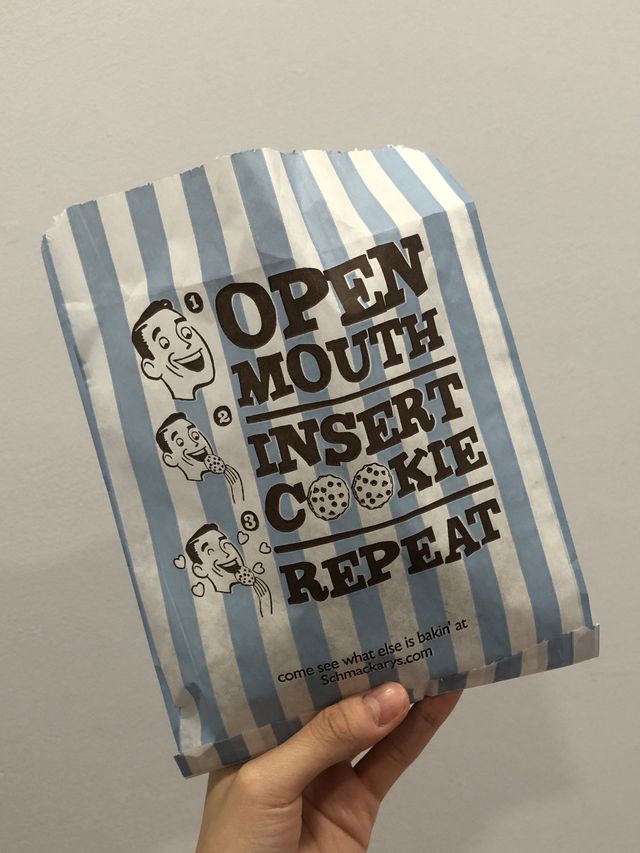 1
OPEN
MOUTH
2
INSERT
COOKIE
3
REPEAT
come see what else is bakin' at
Schmackarys.com